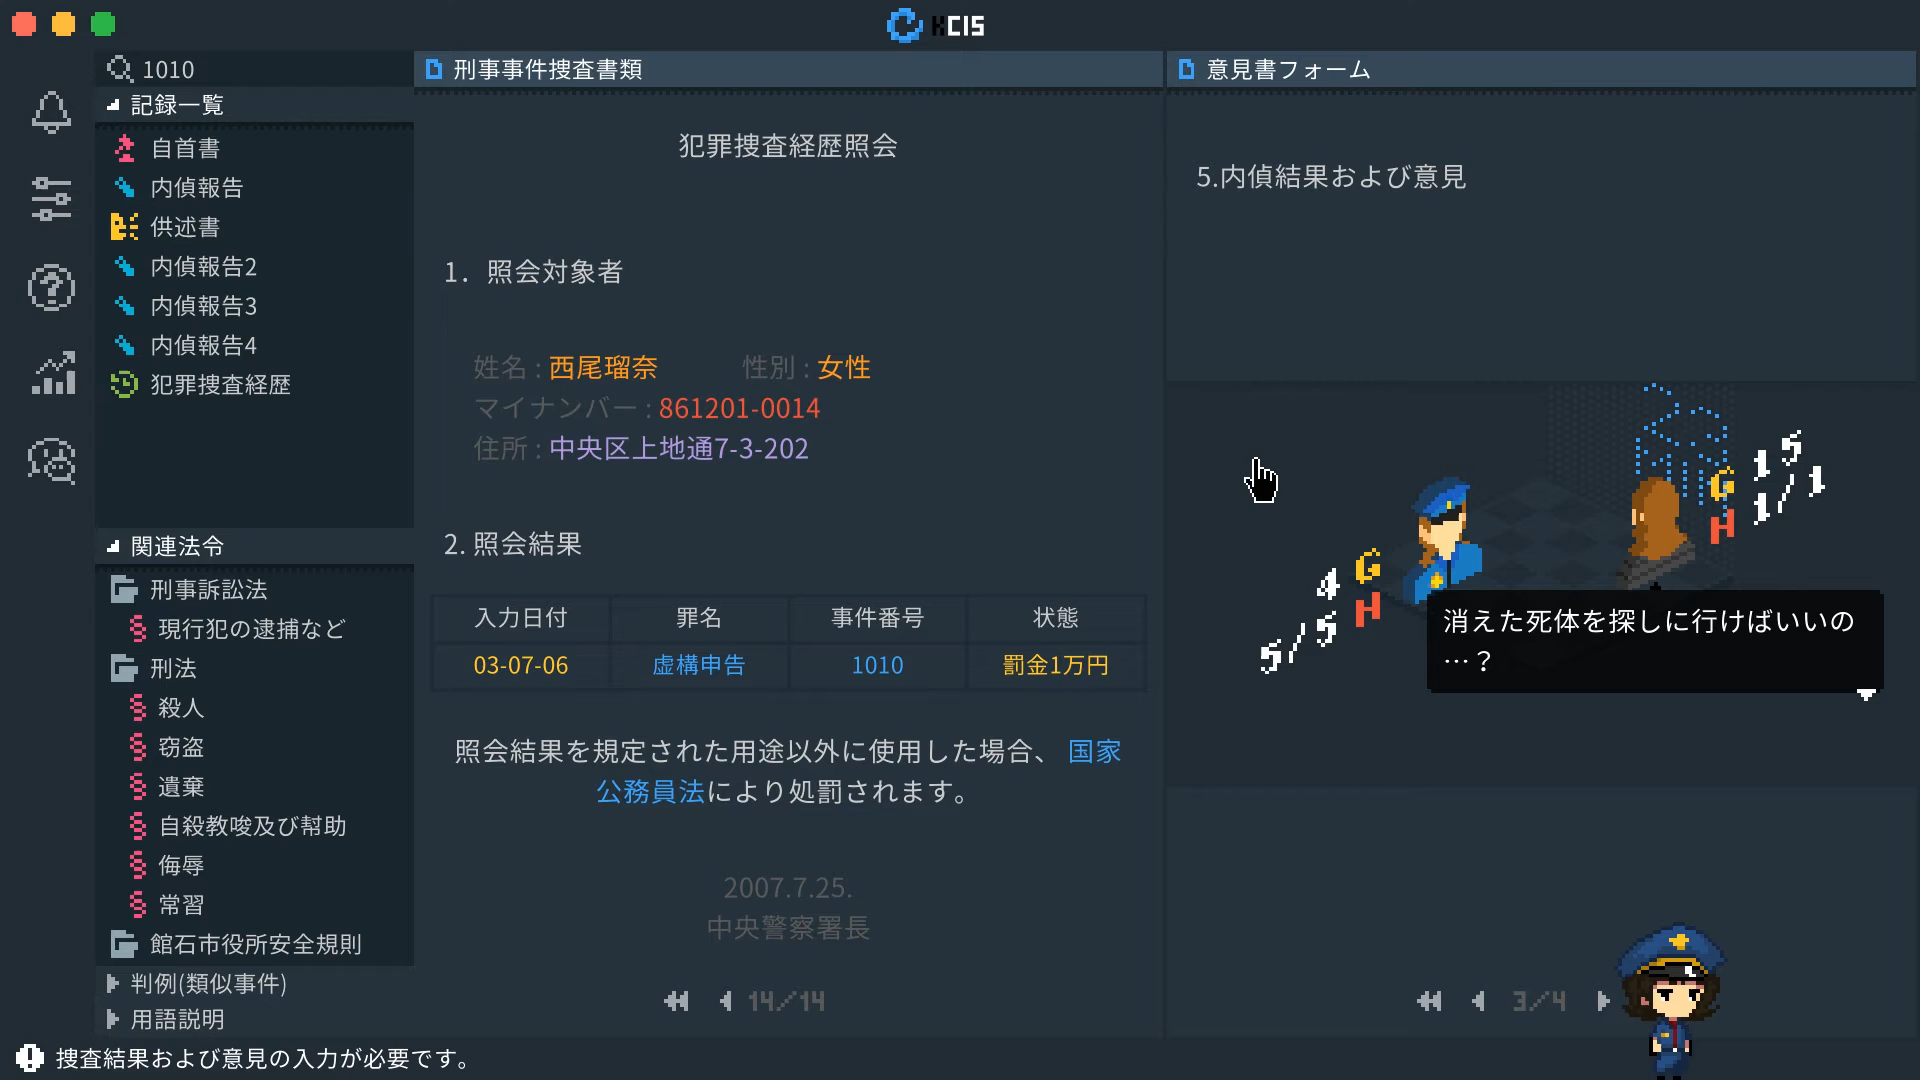 KCIS
1010
記録一覧
自首書
内偵報告
供述書
内偵報告2
内偵報告3
内偵報告4
犯罪捜査経歴
関連法令
刑事訴訟法
現行犯の逮捕など
刑法
殺人
窃盗
遺棄
自殺教唆及び幇助
侮辱
常習
館石市役所安全規則
判例(類似事件)
用語説明
刑事事件捜査書類
犯罪捜査経歴照会
1. 照会対象者
姓名 : 西尾瑠奈 性別 : 女性
マイナンバー : 861201-0014
住所 : 中央区上地通7-3-202
2. 照会結果
入力日付 罪名 事件番号 状態
03-07-06 虚構申告 1010 罰金1万円
照会結果を規定された用途以外に使用した場合、 国家
公務員法により処罰されます。
2007.7.25.
中央警察署長
14/14
意見書フォーム
5.内偵結果および意見
4 G
5/5 H
G 15
H 1/1
消えた死体を探しに行けばいいの
…？
3/4
捜査結果および意見の入力が必要です。